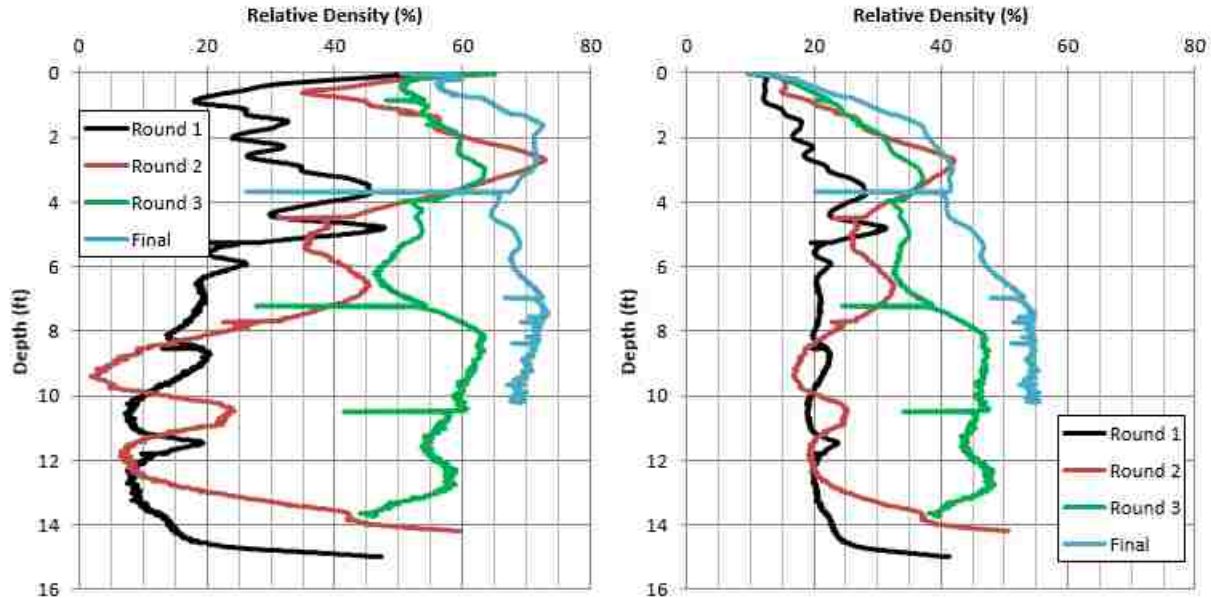 Relative Density (%)
0 20 40 60 80
0
2
4
6
8
10
12
14
16
Depth (ft)
Round 1
Round 2
Round 3
Final
Relative Density (%)
0 20 40 60 80
0
2
4
6
8
10
12
14
16
Depth (ft)
Round 1
Round 2
Round 3
Final